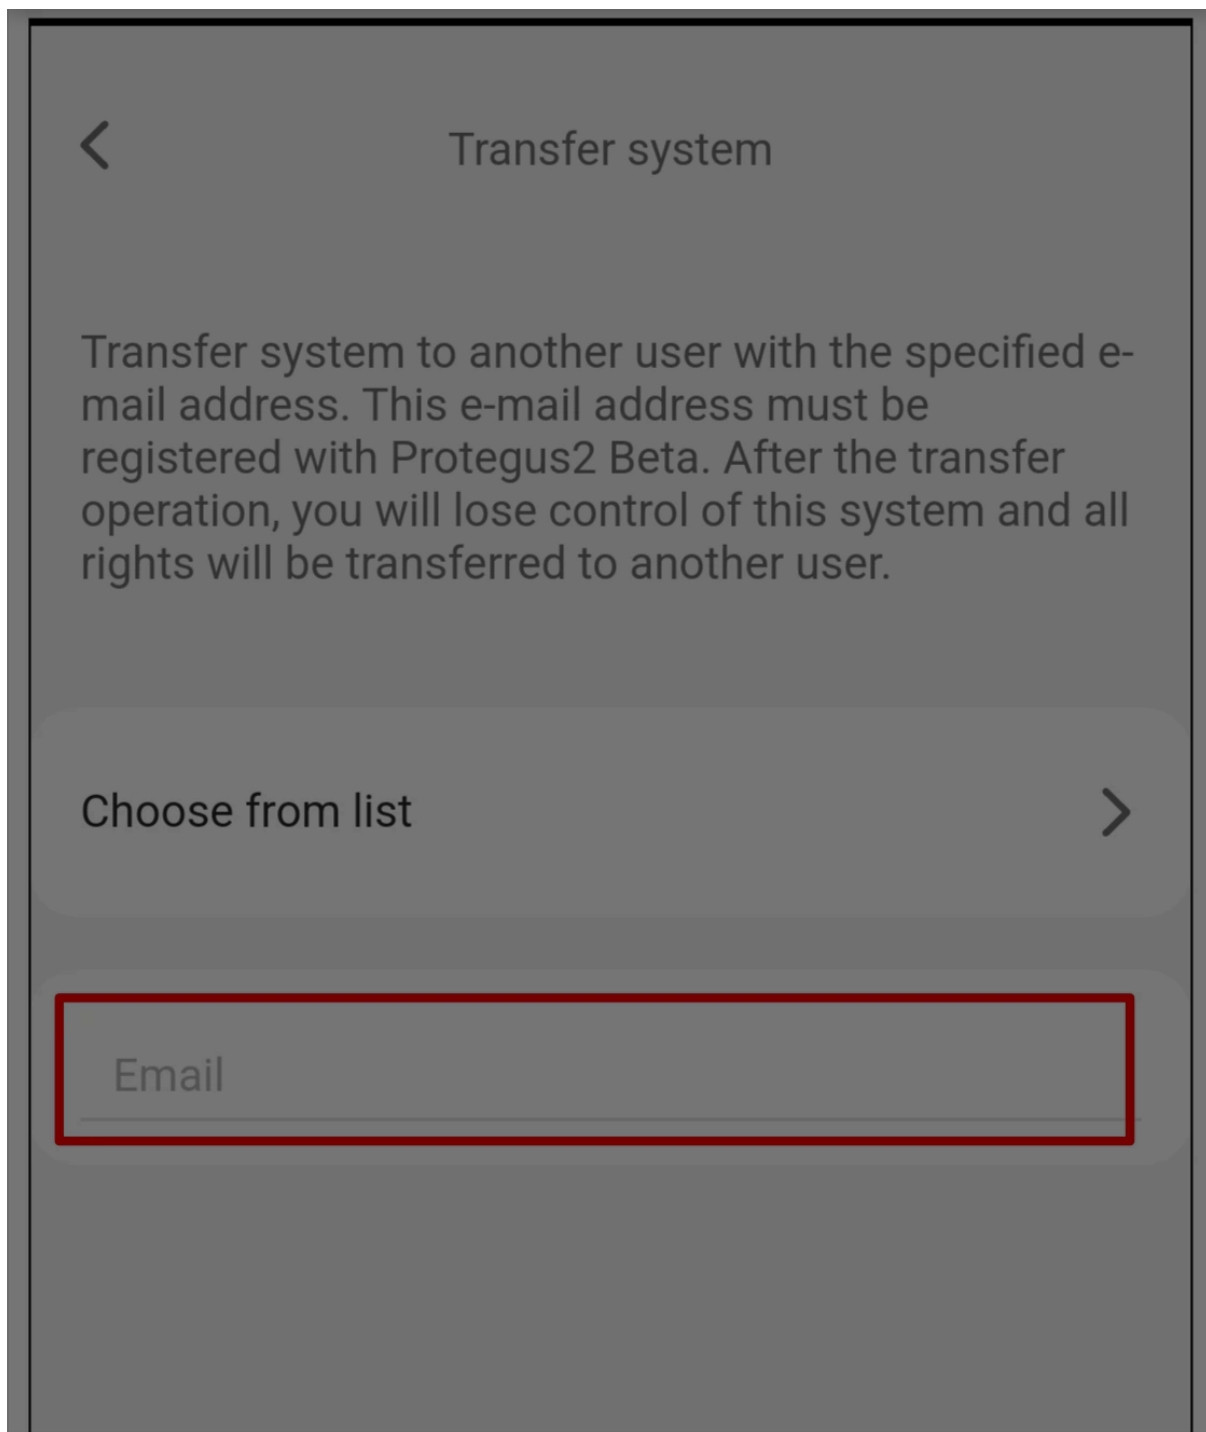 Transfer system
Transfer system to another user with the specified e-
mail address. This e-mail address must be
registered with Protegus2 Beta. After the transfer
operation, you will lose control of this system and all
rights will be transferred to another user.
Choose from list
Email